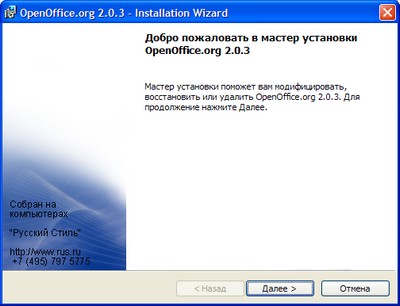 OpenOffice.org 2.0.3 - Installation Wizard
Добро пожаловать в мастер установки
OpenOffice.org 2.0.3
Мастер установки поможет вам модифицировать,
восстановить или удалить OpenOffice.org 2.0.3. Для
продолжение нажмите Далее.
Собран на
компьютерах
"Русский Стиль"
http://www.rus.ru
+7 (495) 797 5775
< Назад
Далее >
Отмена